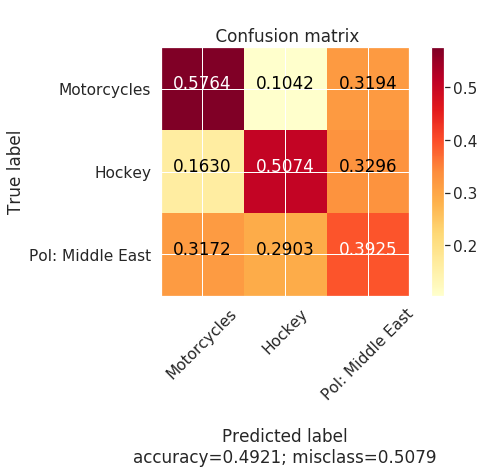 Confusion matrix
True label
Motorcycles 0.5764 0.1042 0.3194
Hockey 0.1630 0.5074 0.3296
Pol: Middle East 0.3172 0.2903 0.3925
Motorcycles Hockey Pol: Middle East
0.5
0.4
0.3
0.2
Predicted label
accuracy=0.4921; misclass=0.5079